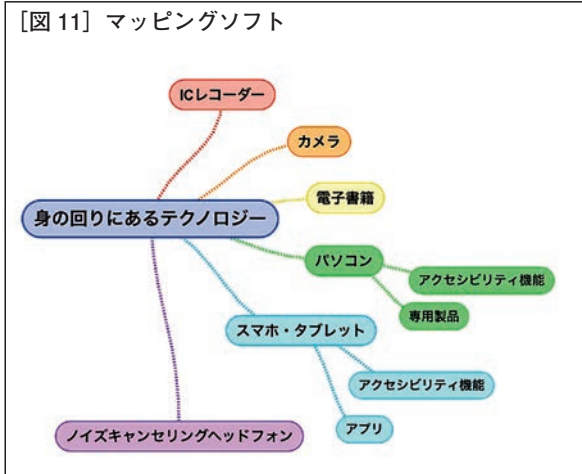 ［図 11］マッピングソフト
ICレコーダー
カメラ
電子書籍
身の回りにあるテクノロジー
パソコン
アクセシビリティ機能
専用製品
スマホ・タブレット
アクセシビリティ機能
アプリ
ノイズキャンセリングヘッドフォン